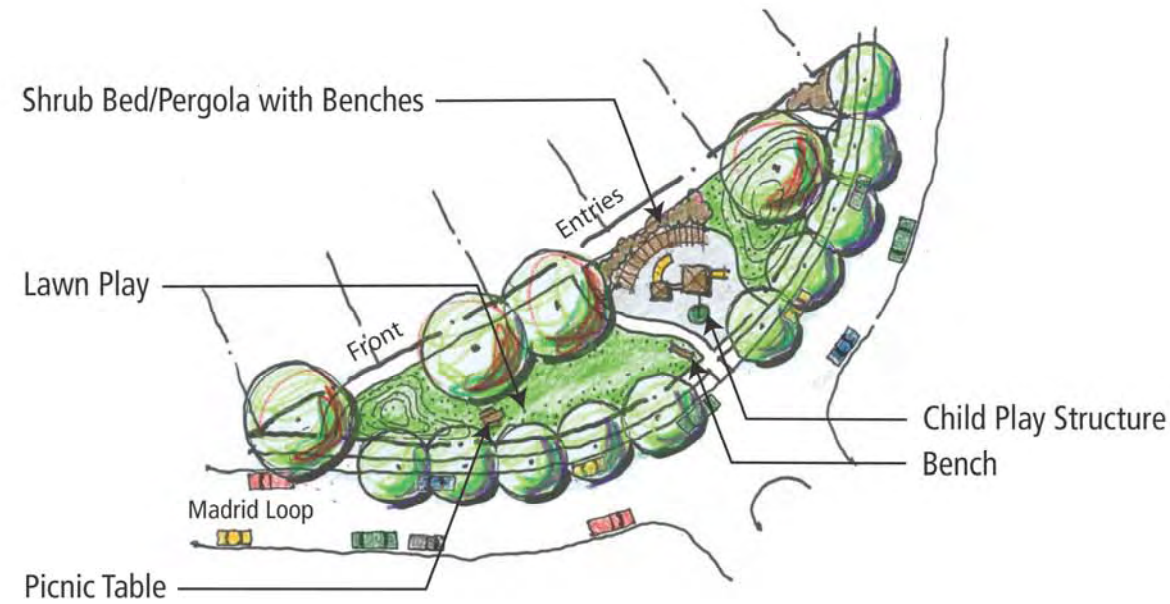 Shrub Bed/Pergola with Benches
Entries
Lawn Play
Front
Child Play Structure
Bench
Madrid Loop
Picnic Table